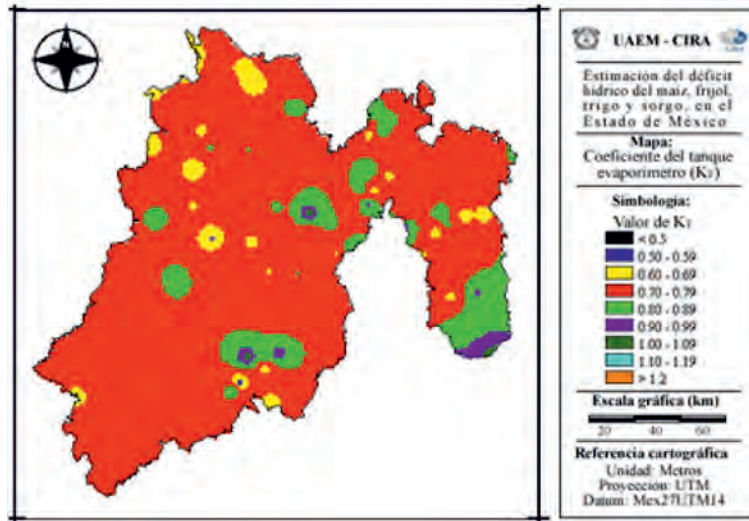 N
UAEM - CIRA
Estimación del déficit
hídrico del maíz, frijol,
trigo y sorgo, en el
Estado de México
Mapa:
Coeficiente del tanque
evaporímetro (KT)
Simbología:
Valor de KT
< 0.5
0.50 - 0.59
0.60 - 0.69
0.70 - 0.79
0.80 - 0.89
0.90 - 0.99
1.00 - 1.09
1.10 - 1.19
> 1.2
Escala gráfica (km)
20 40 60
Referencia cartográfica
Unidad: Metros
Proyección: UTM
Datum: Mex27UTM14